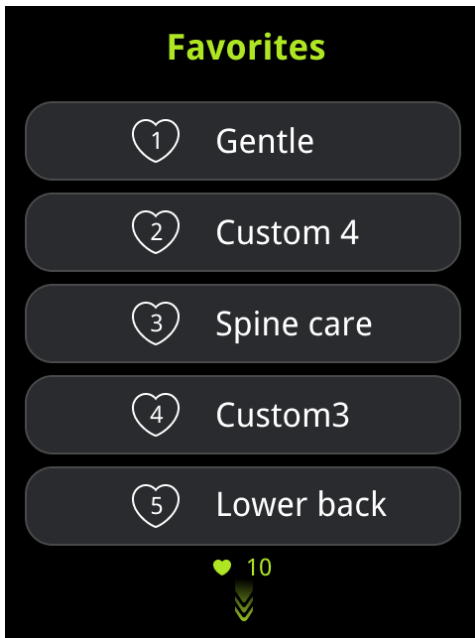 Favorites
1 Gentle
2 Custom 4
3 Spine care
4 Custom3
5 Lower back
10